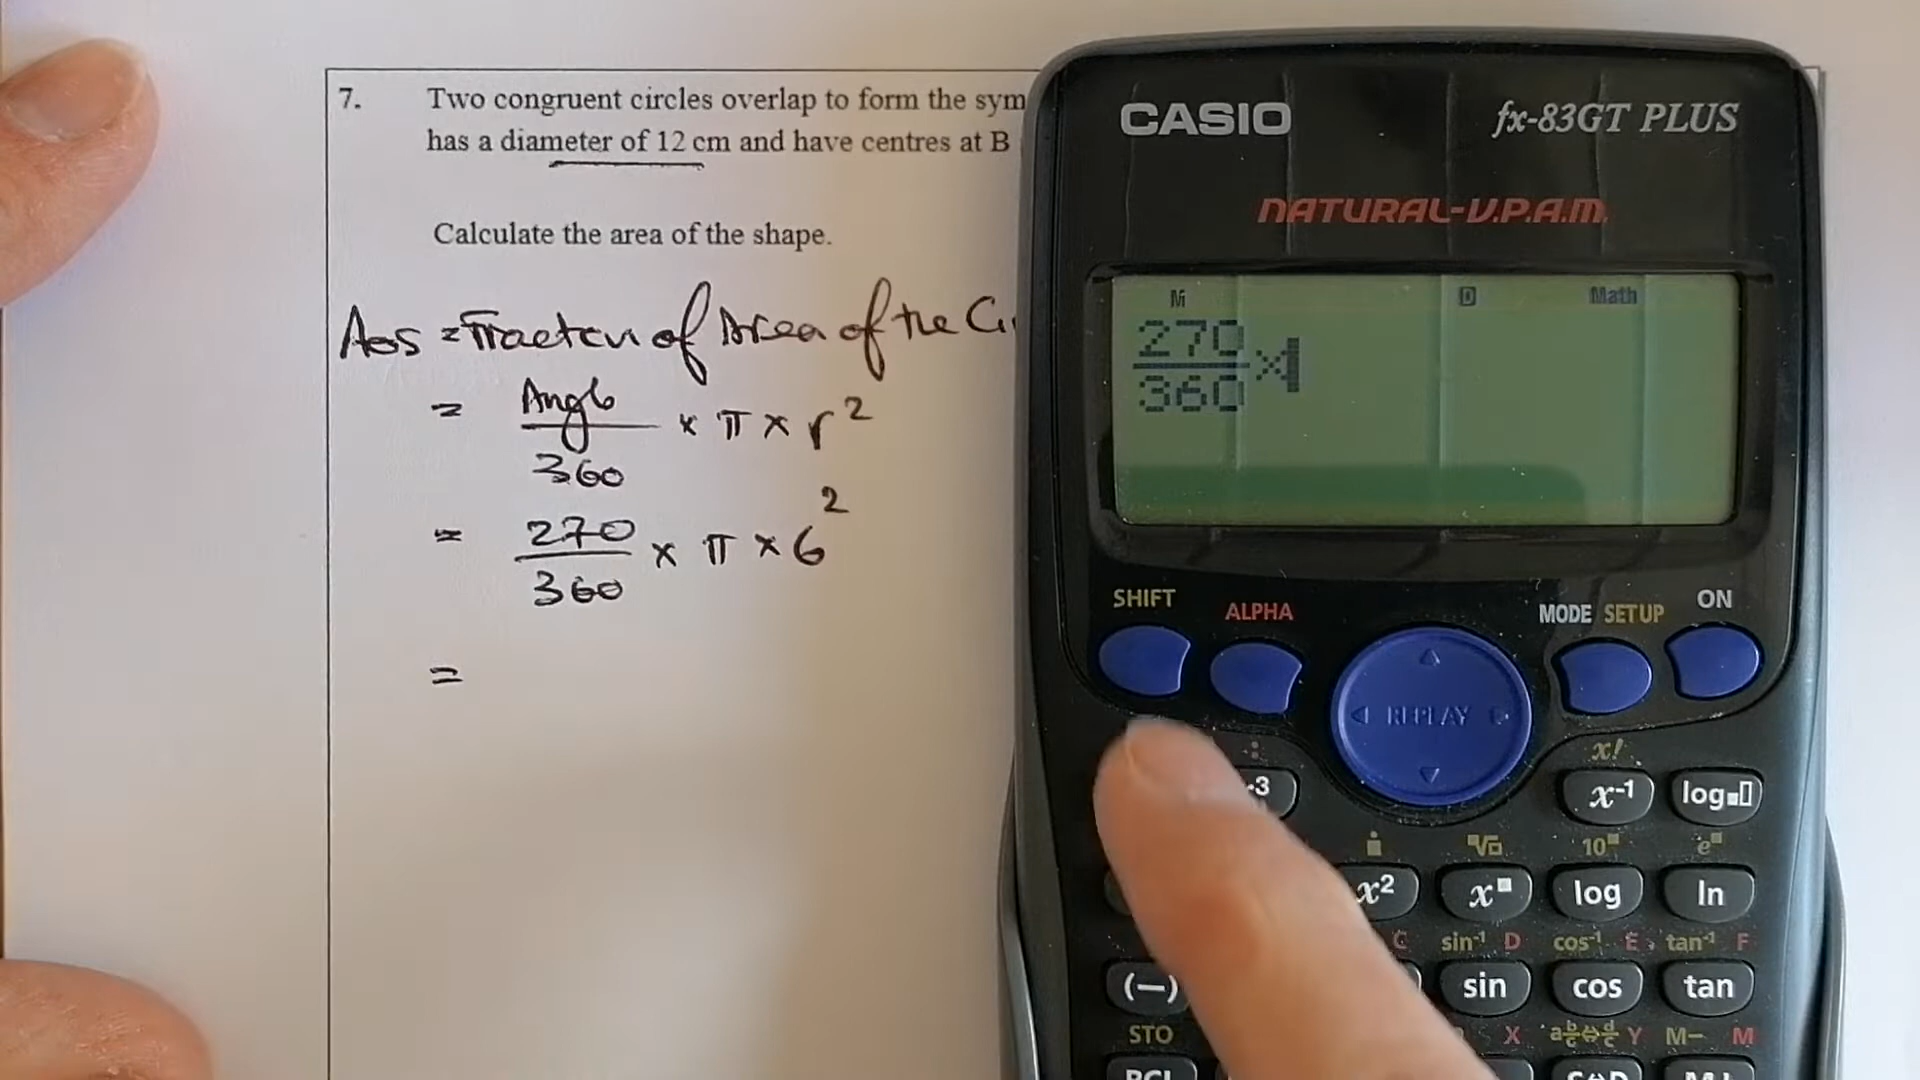 7. Two congruent circles overlap to form the sym
has a diameter of 12 cm and have centres at B
Calculate the area of the shape.
AOS = Fraction of Area of the Ci
= Angle/360 × π × r²
= 270/360 × π × 6²
=
CASIO fx-83GT PLUS
NATURAL-V.P.A.M.
M D Math
270/360×
SHIFT ALPHA MODE SETUP ON
REPLAY
x!
x⁻¹ log
10 e
x² x log ln
C sin⁻¹ D cos⁻¹ E tan⁻¹ F
(−) sin cos tan
STO X a b/c⇔d/c Y M− M
RCL S⇔D M+